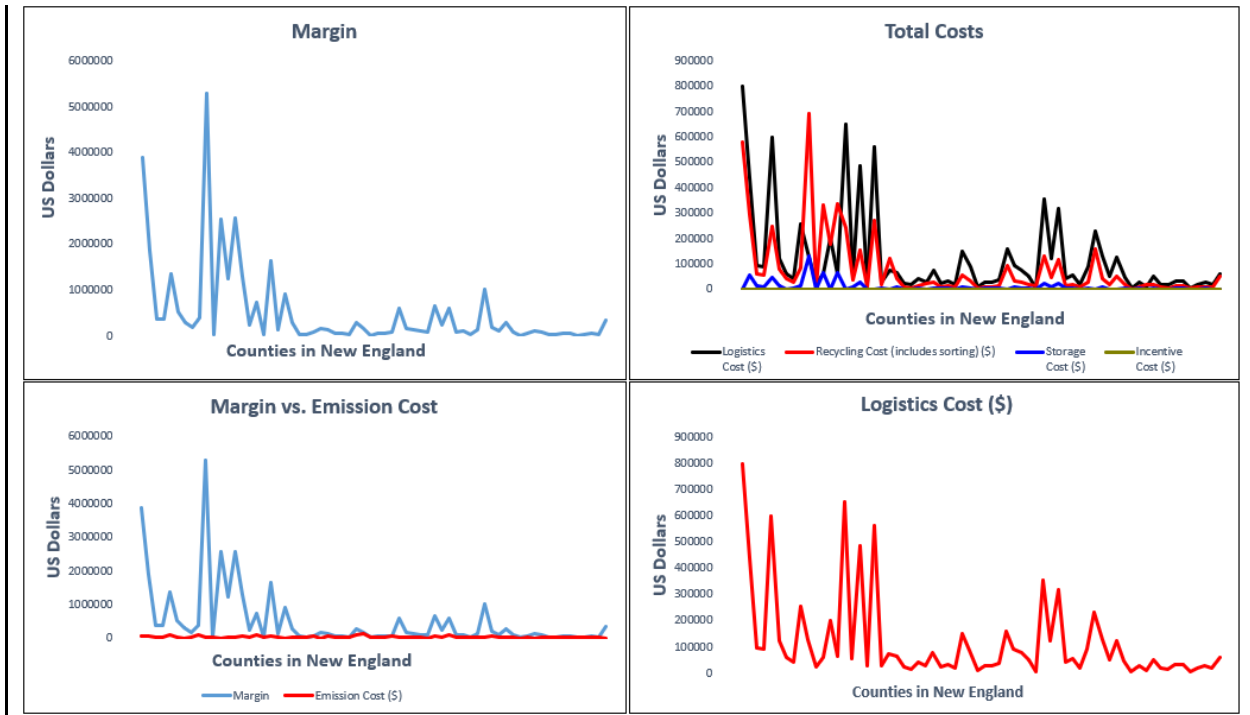 Margin
6000000
5000000
4000000
3000000
2000000
1000000
0
US Dollars
Counties in New England
Total Costs
900000
800000
700000
600000
500000
400000
300000
200000
100000
0
US Dollars
Counties in New England
Logistics Cost ($)
Recycling Cost (includes sorting) ($)
Storage Cost ($)
Incentive Cost ($)
Margin vs. Emission Cost
6000000
5000000
4000000
3000000
2000000
1000000
0
US Dollars
Counties in New England
Margin
Emission Cost ($)
Logistics Cost ($)
900000
800000
700000
600000
500000
400000
300000
200000
100000
0
US Dollars
Counties in New England